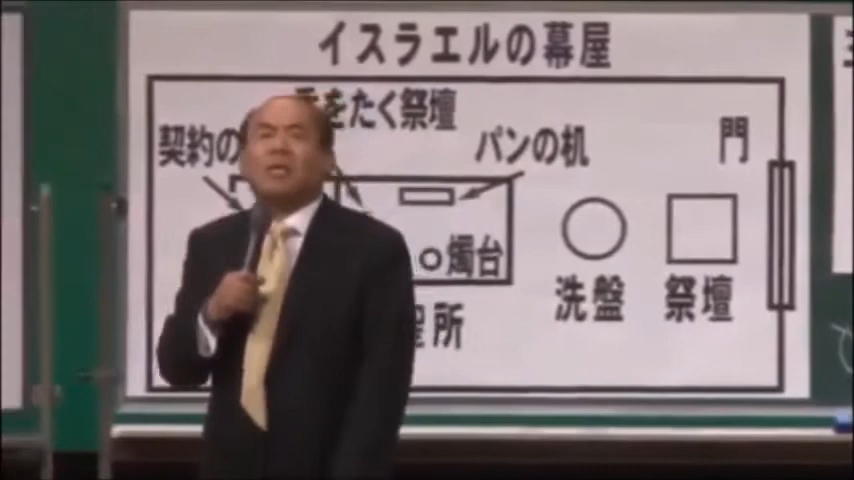 イスラエルの幕屋
をたく祭壇
契約の
パンの机
門
燭台
洗盤
祭壇
所